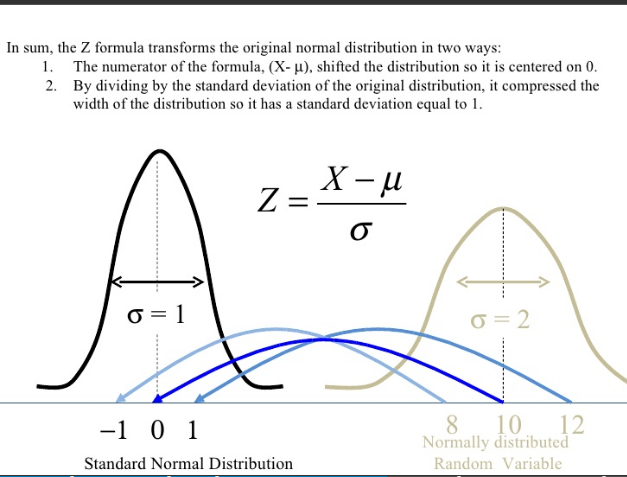 In sum, the Z formula transforms the original normal distribution in two ways:
1. The numerator of the formula, (X- μ), shifted the distribution so it is centered on 0.
2. By dividing by the standard deviation of the original distribution, it compressed the
width of the distribution so it has a standard deviation equal to 1.
Z = (X − μ) / σ
σ = 1
σ = 2
−1 0 1
8 10 12
Standard Normal Distribution
Normally distributed
Random Variable